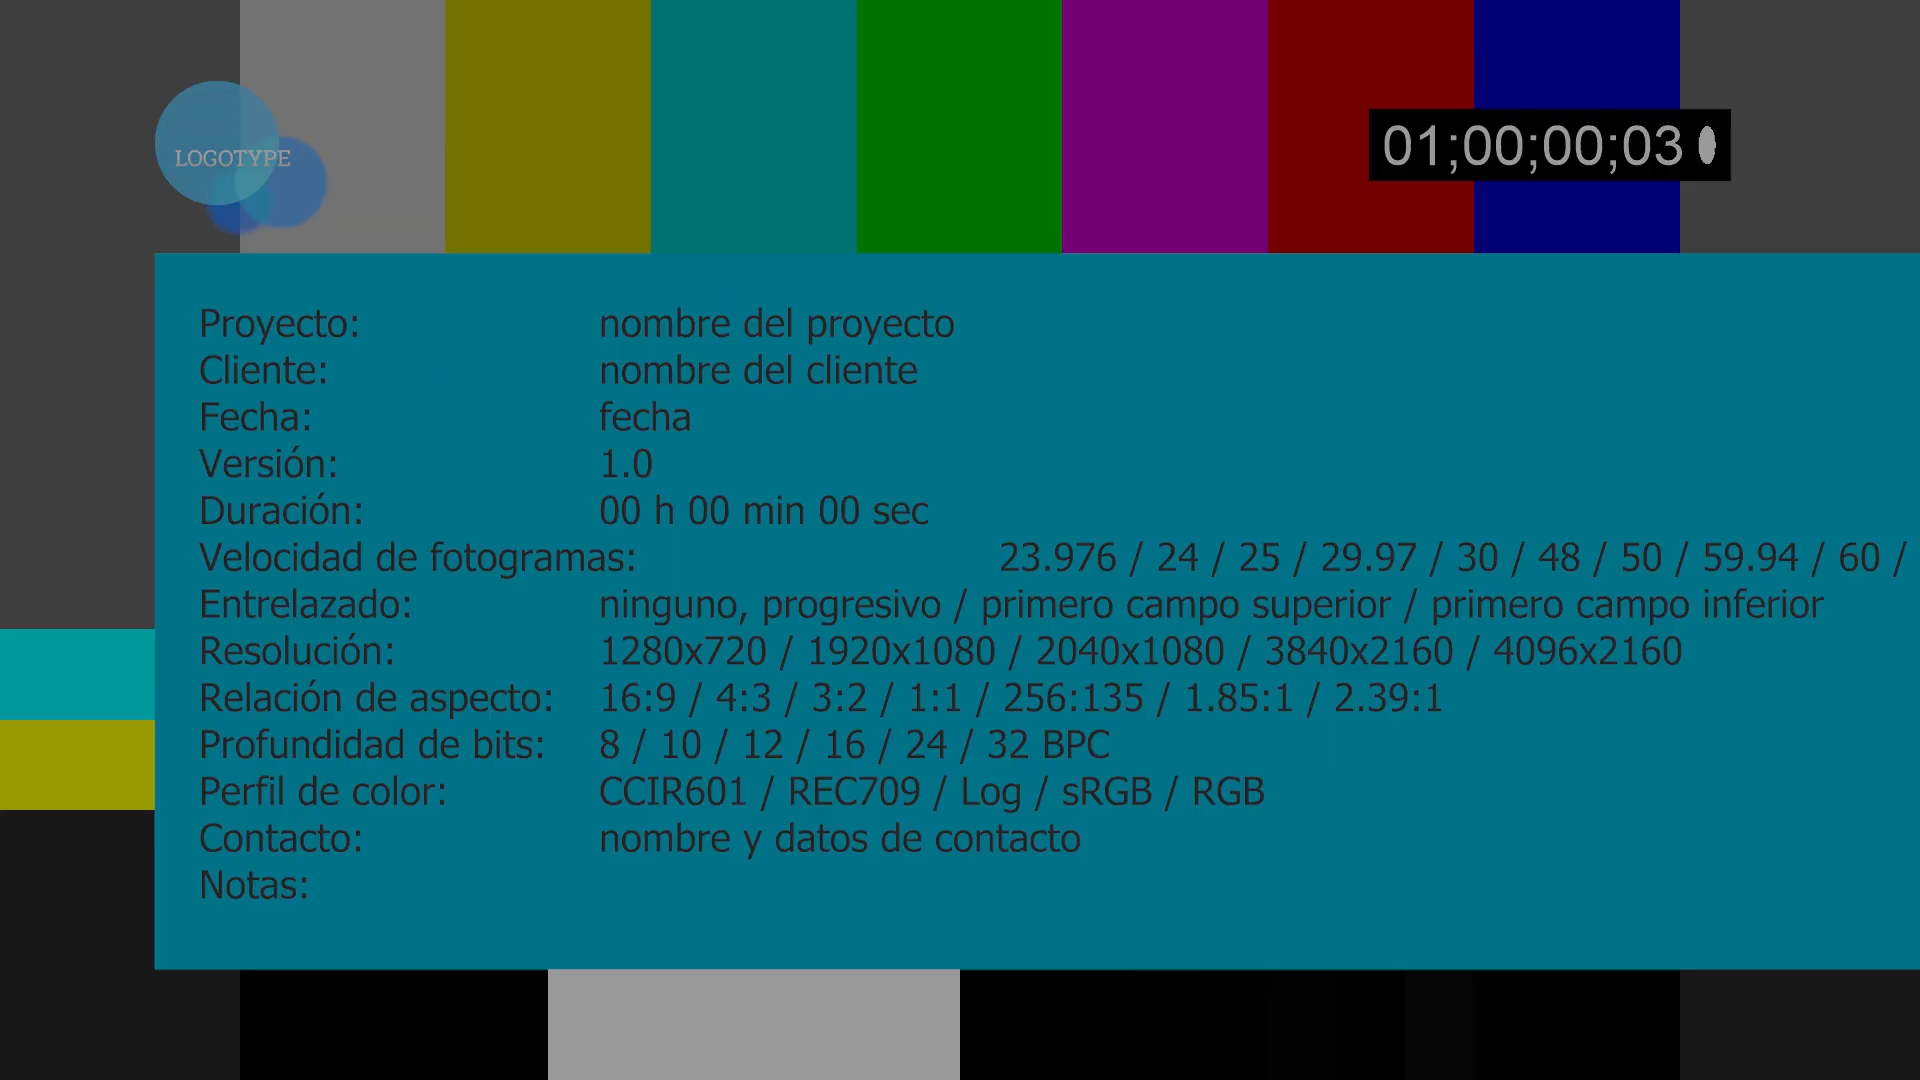 LOGOTYPE
01;00;00;03
Proyecto: nombre del proyecto
Cliente: nombre del cliente
Fecha: fecha
Versión: 1.0
Duración: 00 h 00 min 00 sec
Velocidad de fotogramas: 23.976 / 24 / 25 / 29.97 / 30 / 48 / 50 / 59.94 / 60 /
Entrelazado: ninguno, progresivo / primero campo superior / primero campo inferior
Resolución: 1280x720 / 1920x1080 / 2040x1080 / 3840x2160 / 4096x2160
Relación de aspecto: 16:9 / 4:3 / 3:2 / 1:1 / 256:135 / 1.85:1 / 2.39:1
Profundidad de bits: 8 / 10 / 12 / 16 / 24 / 32 BPC
Perfil de color: CCIR601 / REC709 / Log / sRGB / RGB
Contacto: nombre y datos de contacto
Notas: